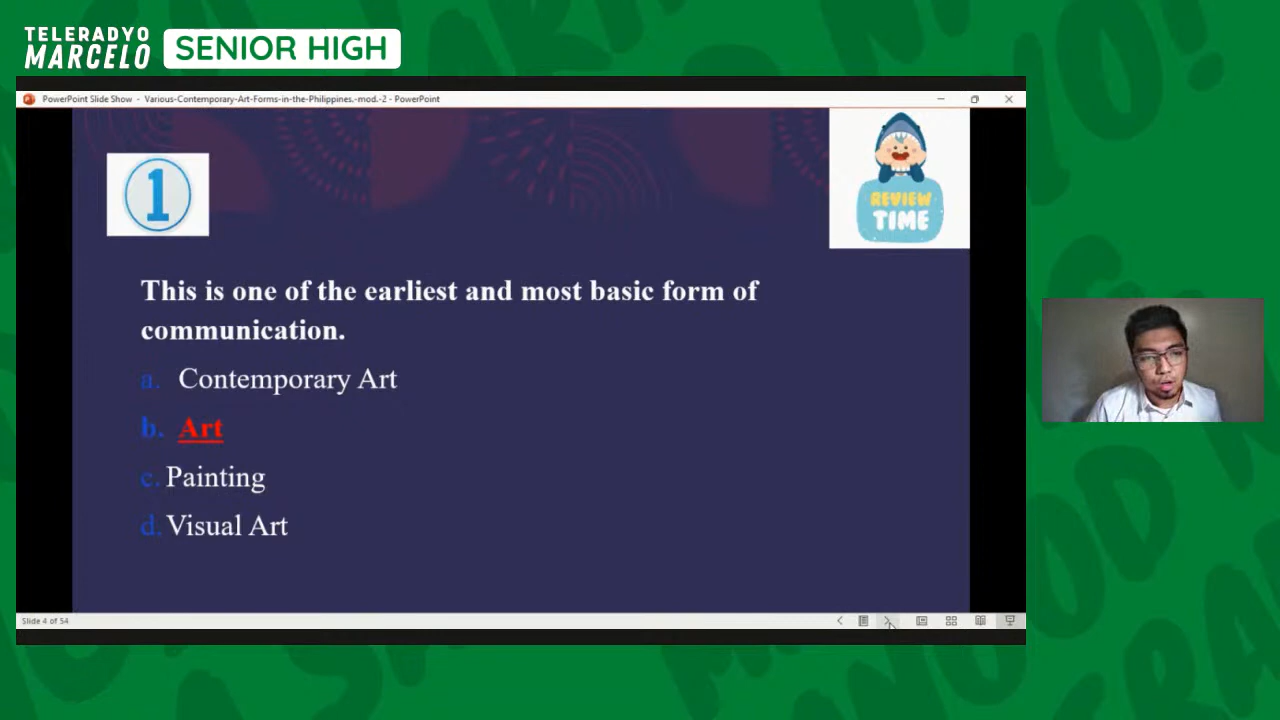 TELERADYO
MARCELO
SENIOR HIGH
PowerPoint Slide Show - Various-Contemporary-Art-Forms-in-the-Philippines.-mod.-2 - PowerPoint
1
REVIEW
TIME
This is one of the earliest and most basic form of
communication.
a. Contemporary Art
b. Art
c. Painting
d. Visual Art
Slide 4 of 54